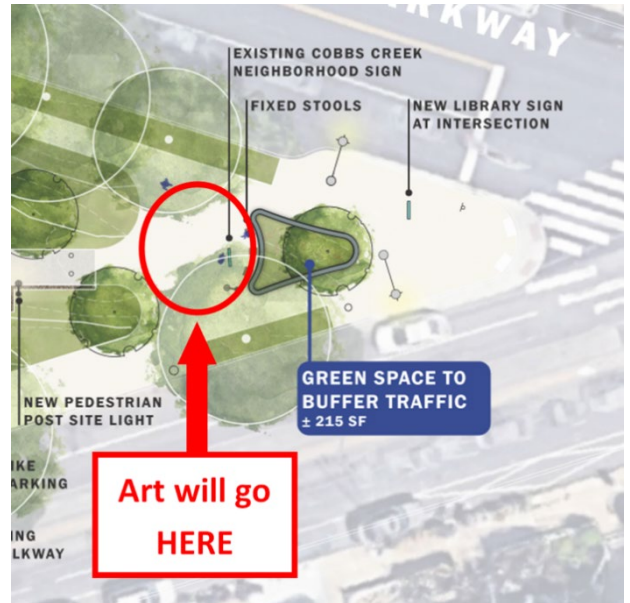 RKWAY
EXISTING COBBS CREEK
NEIGHBORHOOD SIGN
FIXED STOOLS
NEW LIBRARY SIGN
AT INTERSECTION
GREEN SPACE TO
BUFFER TRAFFIC
± 215 SF
NEW PEDESTRIAN
POST SITE LIGHT
IKE
ARKING
ING
LKWAY
Art will go
HERE